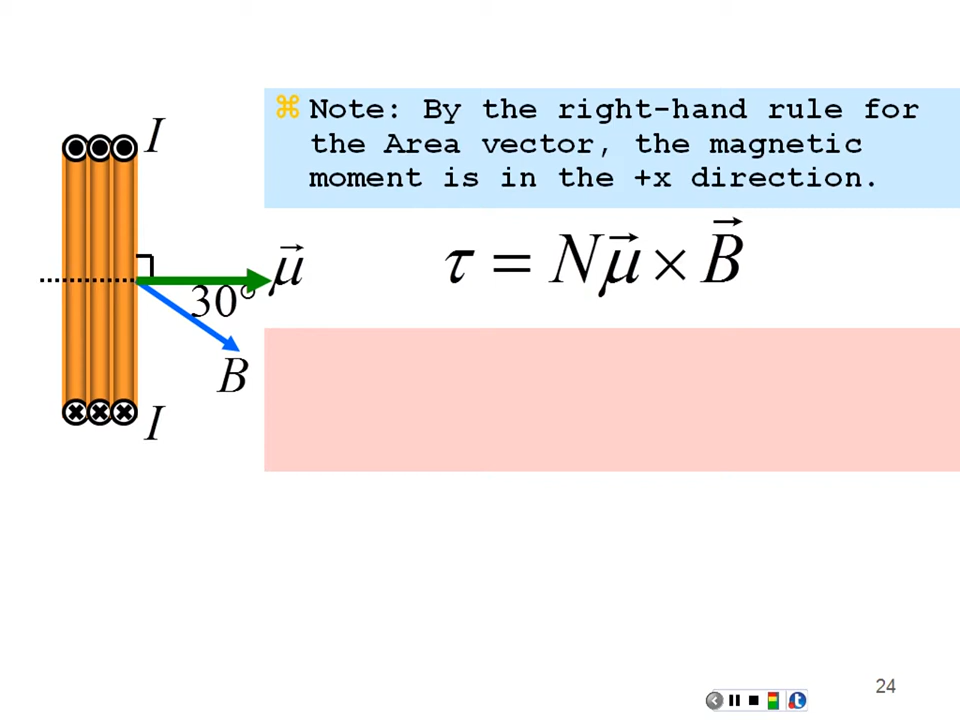 ⌘ Note: By the right-hand rule for
the Area vector, the magnetic
moment is in the +x direction.
I
μ⃗
τ = Nμ⃗ × B⃗
30°
B
I
24